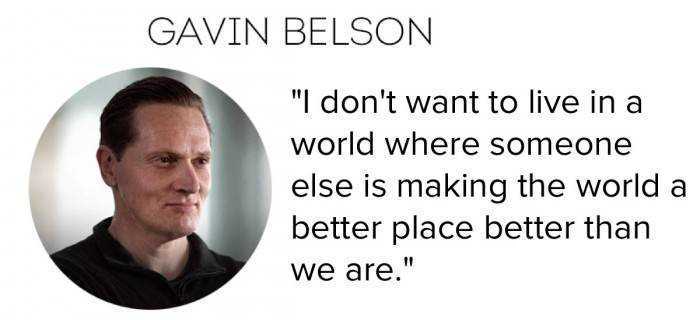 GAVIN BELSON
"I don't want to live in a
world where someone
else is making the world a
better place better than
we are."